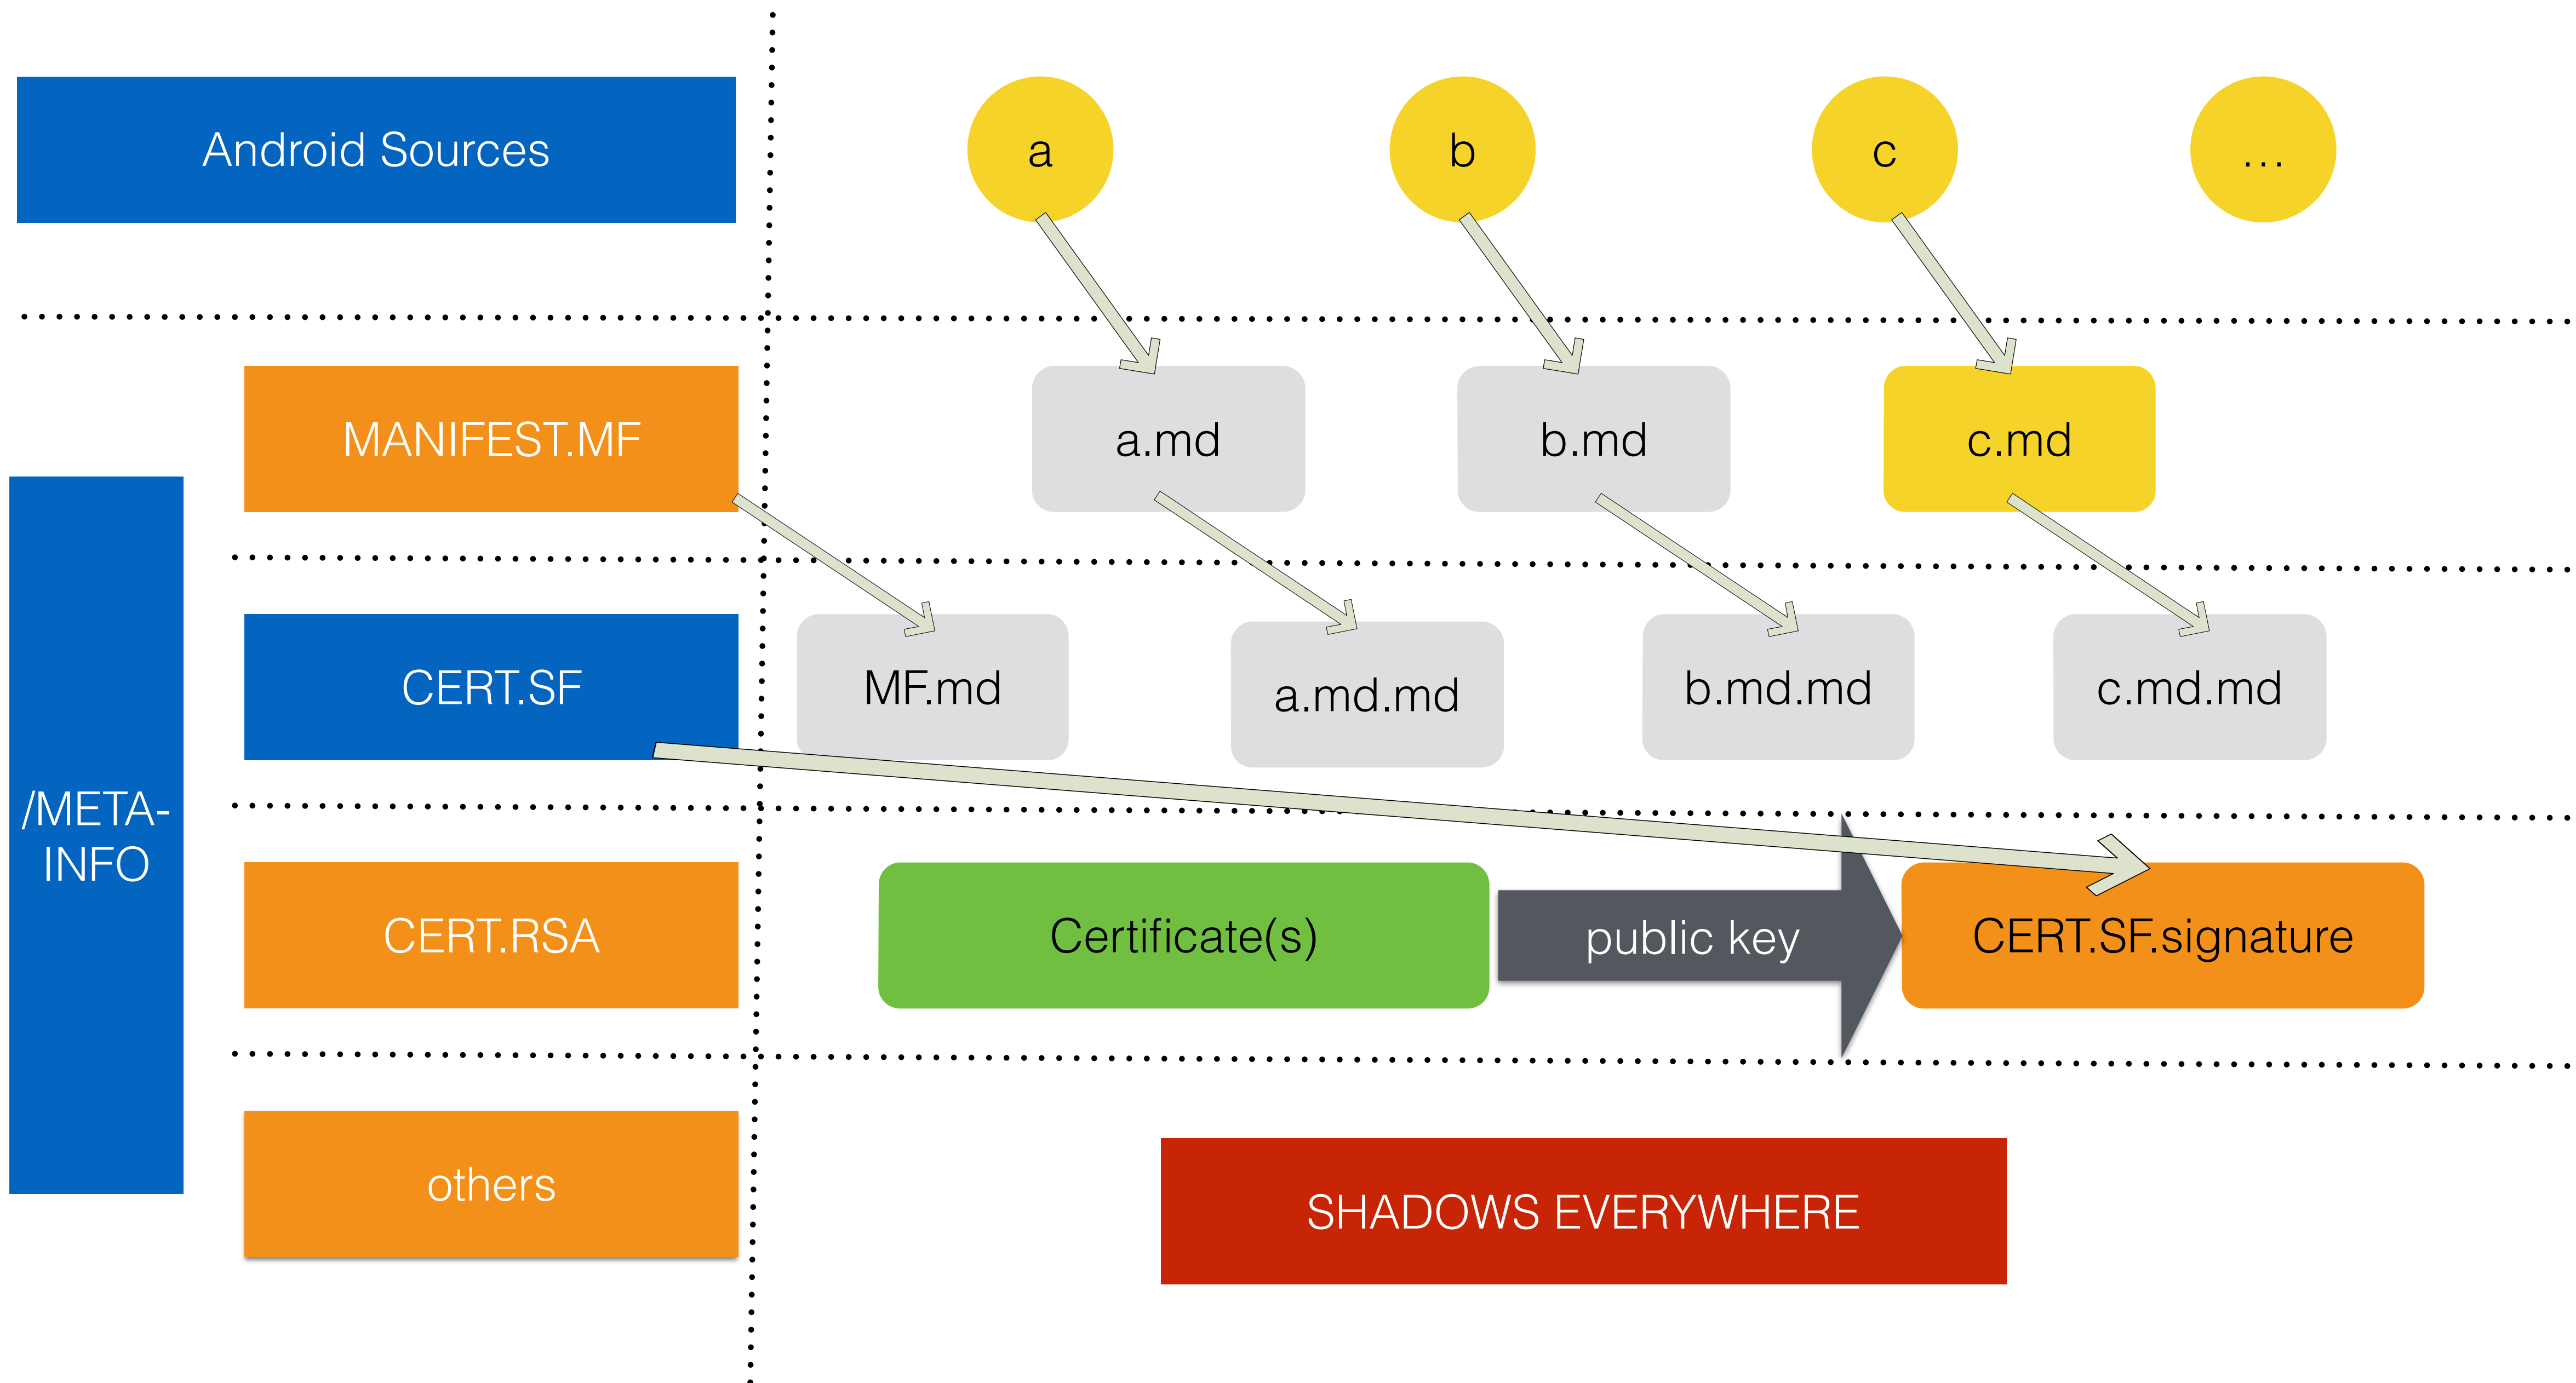 Android Sources
a
b
c
...
MANIFEST.MF
a.md
b.md
c.md
/META-
INFO
CERT.SF
MF.md
a.md.md
b.md.md
c.md.md
CERT.RSA
Certificate(s)
public key
CERT.SF.signature
others
SHADOWS EVERYWHERE